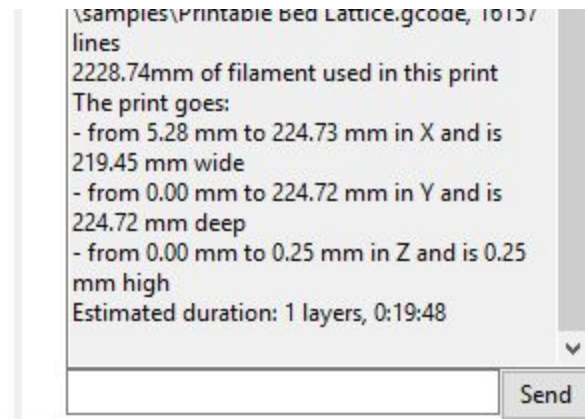 \samples\Printable Bed Lattice.gcode, 16157
lines
2228.74mm of filament used in this print
The print goes:
- from 5.28 mm to 224.73 mm in X and is
219.45 mm wide
- from 0.00 mm to 224.72 mm in Y and is
224.72 mm deep
- from 0.00 mm to 0.25 mm in Z and is 0.25
mm high
Estimated duration: 1 layers, 0:19:48
Send